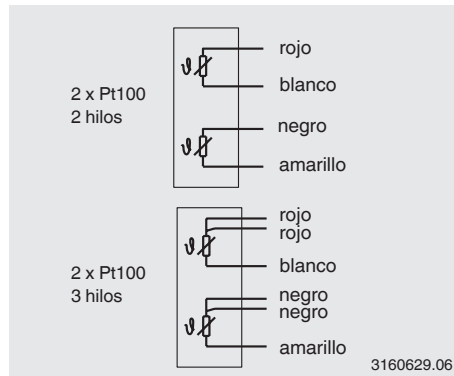 rojo
2 x Pt100
2 hilos
blanco
negro
amarillo
rojo
rojo
2 x Pt100
3 hilos
blanco
negro
negro
amarillo
3160629.06